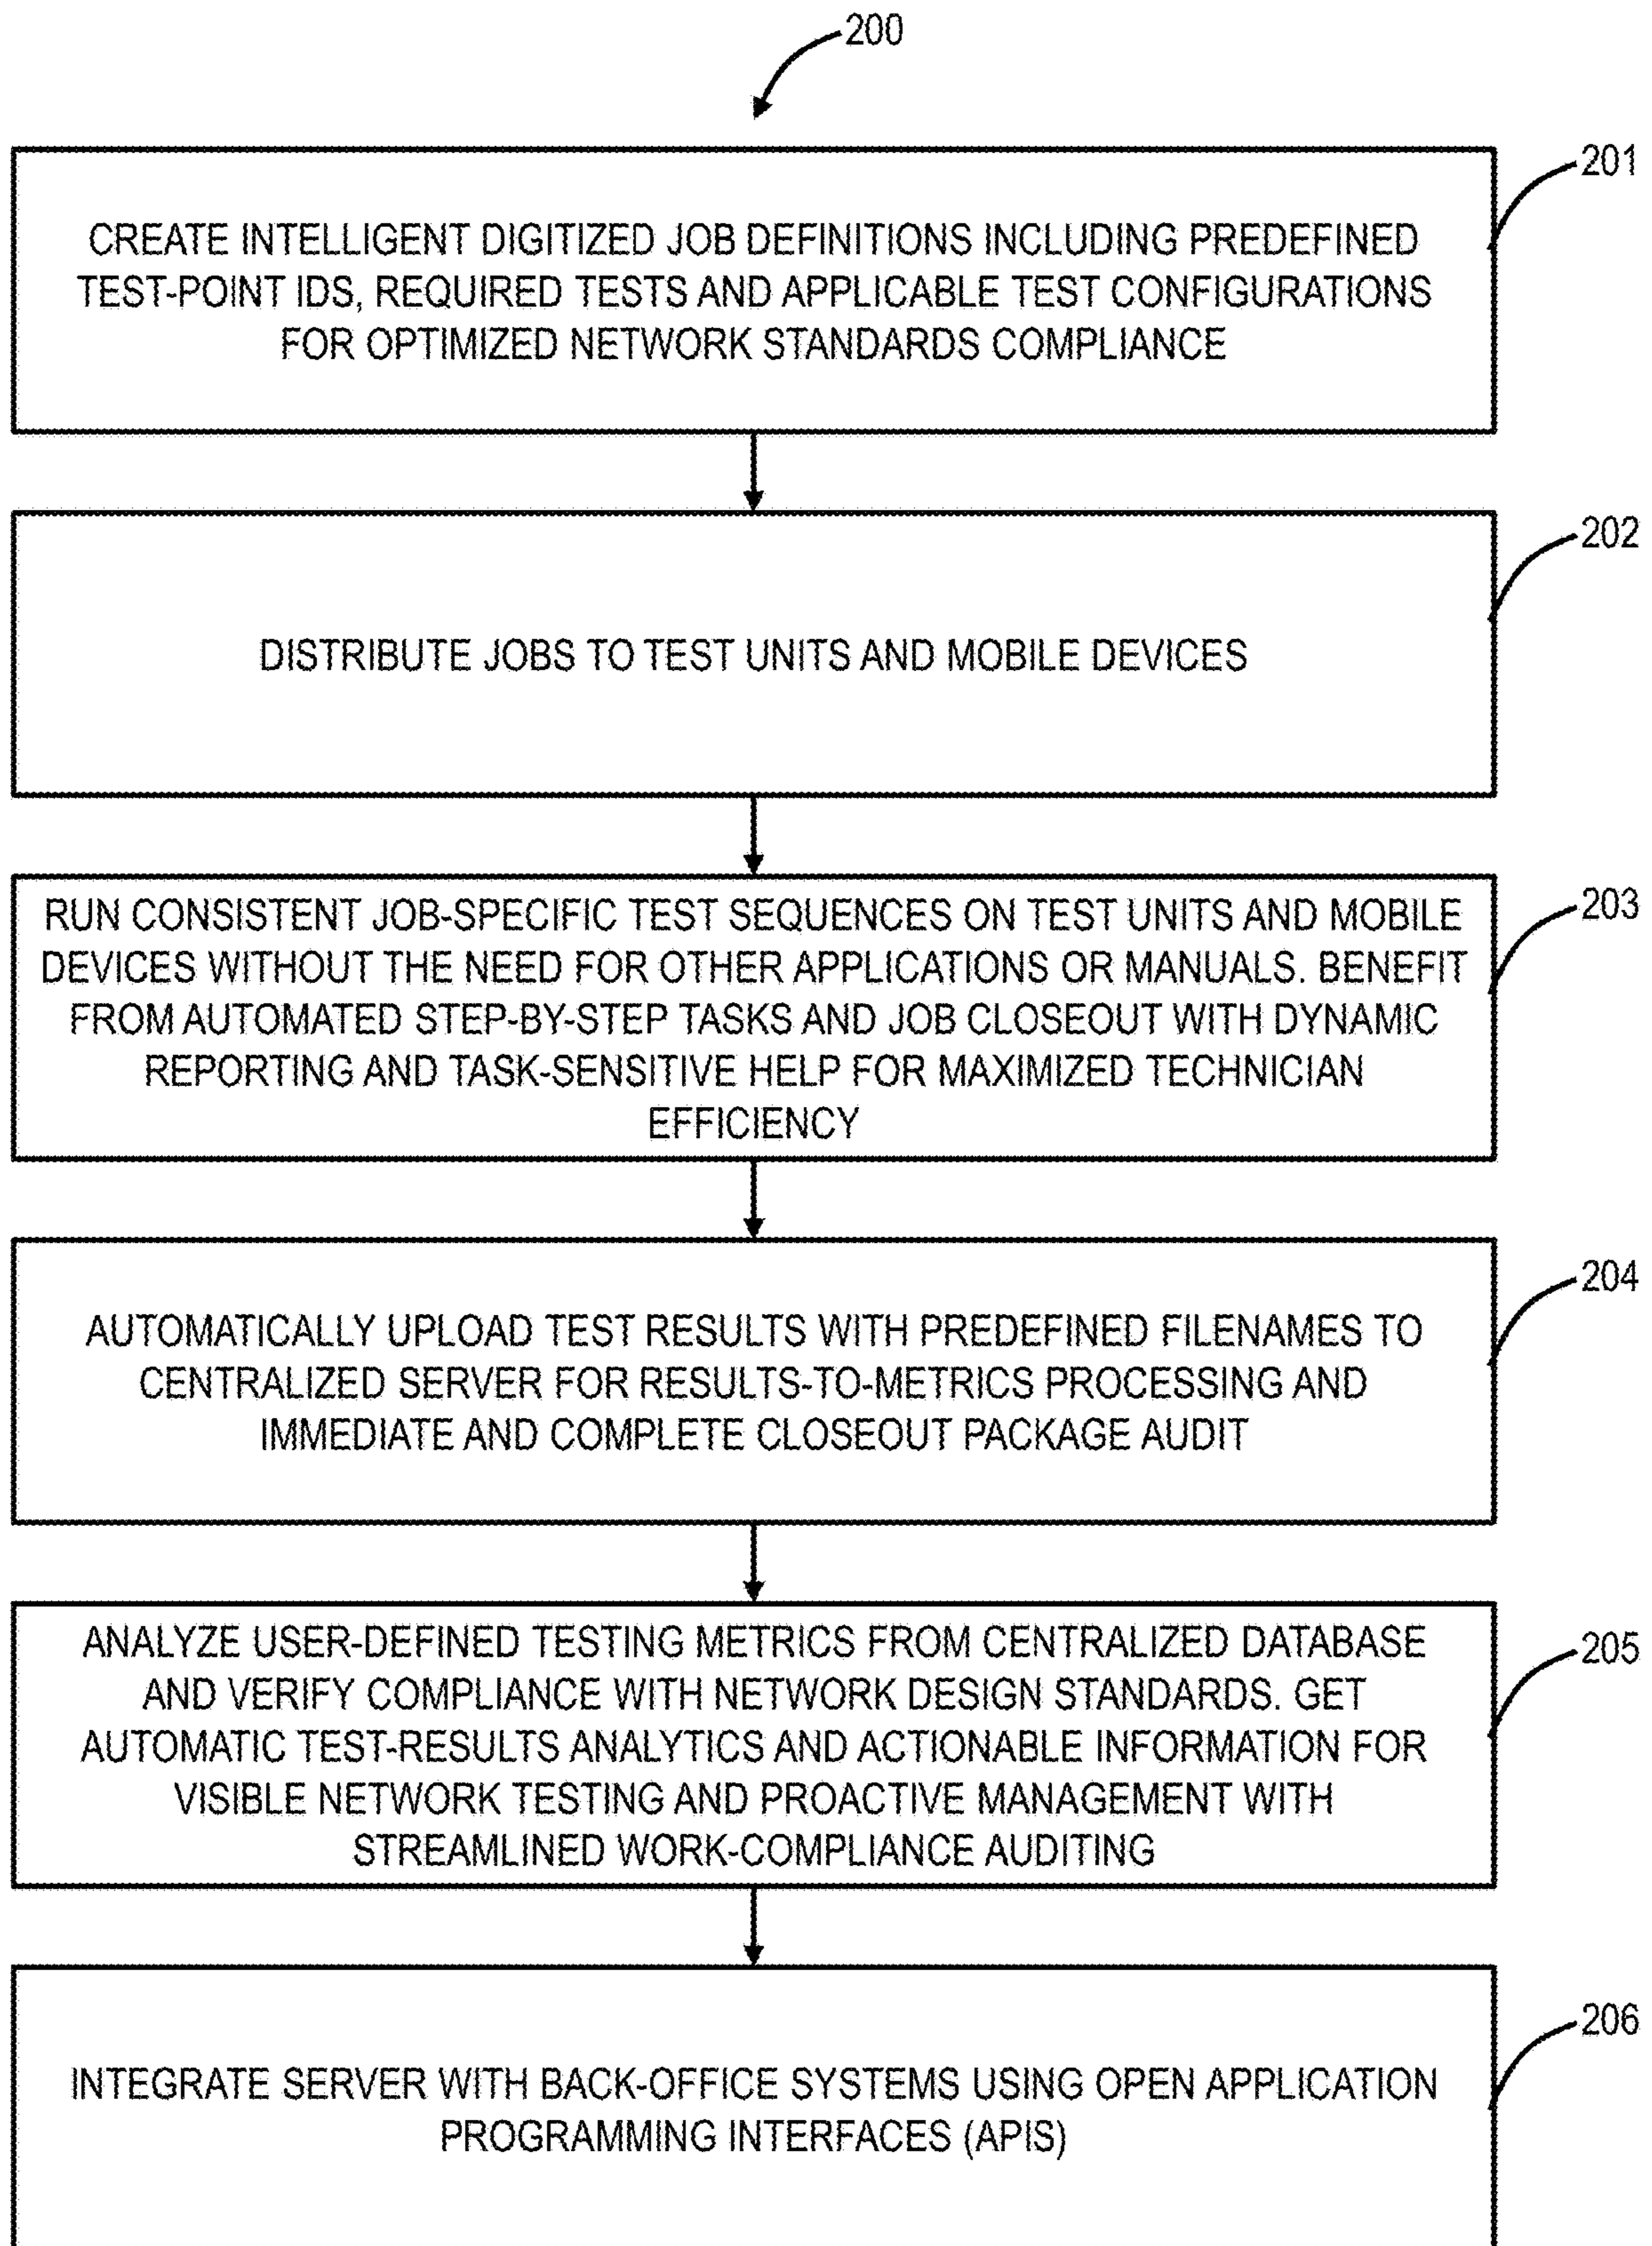 200
201
CREATE INTELLIGENT DIGITIZED JOB DEFINITIONS INCLUDING PREDEFINED
TEST-POINT IDS, REQUIRED TESTS AND APPLICABLE TEST CONFIGURATIONS
FOR OPTIMIZED NETWORK STANDARDS COMPLIANCE
202
DISTRIBUTE JOBS TO TEST UNITS AND MOBILE DEVICES
203
RUN CONSISTENT JOB-SPECIFIC TEST SEQUENCES ON TEST UNITS AND MOBILE
DEVICES WITHOUT THE NEED FOR OTHER APPLICATIONS OR MANUALS. BENEFIT
FROM AUTOMATED STEP-BY-STEP TASKS AND JOB CLOSEOUT WITH DYNAMIC
REPORTING AND TASK-SENSITIVE HELP FOR MAXIMIZED TECHNICIAN
EFFICIENCY
204
AUTOMATICALLY UPLOAD TEST RESULTS WITH PREDEFINED FILENAMES TO
CENTRALIZED SERVER FOR RESULTS-TO-METRICS PROCESSING AND
IMMEDIATE AND COMPLETE CLOSEOUT PACKAGE AUDIT
205
ANALYZE USER-DEFINED TESTING METRICS FROM CENTRALIZED DATABASE
AND VERIFY COMPLIANCE WITH NETWORK DESIGN STANDARDS. GET
AUTOMATIC TEST-RESULTS ANALYTICS AND ACTIONABLE INFORMATION FOR
VISIBLE NETWORK TESTING AND PROACTIVE MANAGEMENT WITH
STREAMLINED WORK-COMPLIANCE AUDITING
206
INTEGRATE SERVER WITH BACK-OFFICE SYSTEMS USING OPEN APPLICATION
PROGRAMMING INTERFACES (APIS)